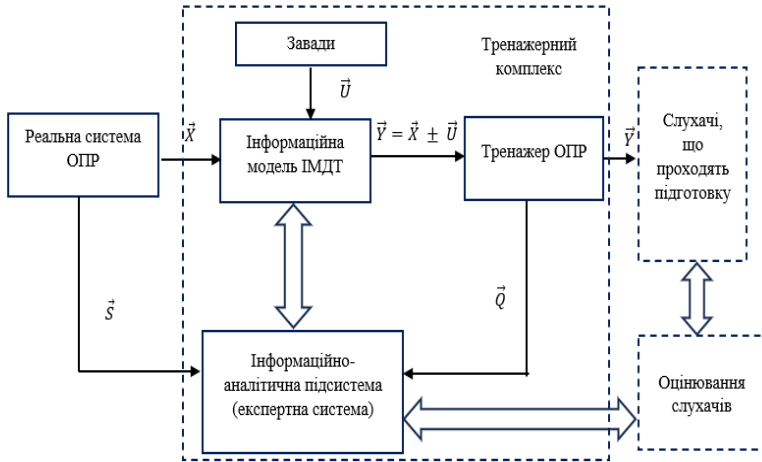 Завади
Тренажерний
комплекс
U⃗
Реальна система
ОПР
X⃗
Інформаційна
модель ІМДТ
Y⃗ = X⃗ ± U⃗
Тренажер ОПР
Y⃗
Слухачі,
що
проходять
підготовку
S⃗
Q⃗
Інформаційно-
аналітична підсистема
(експертна система)
Оцінювання
слухачів